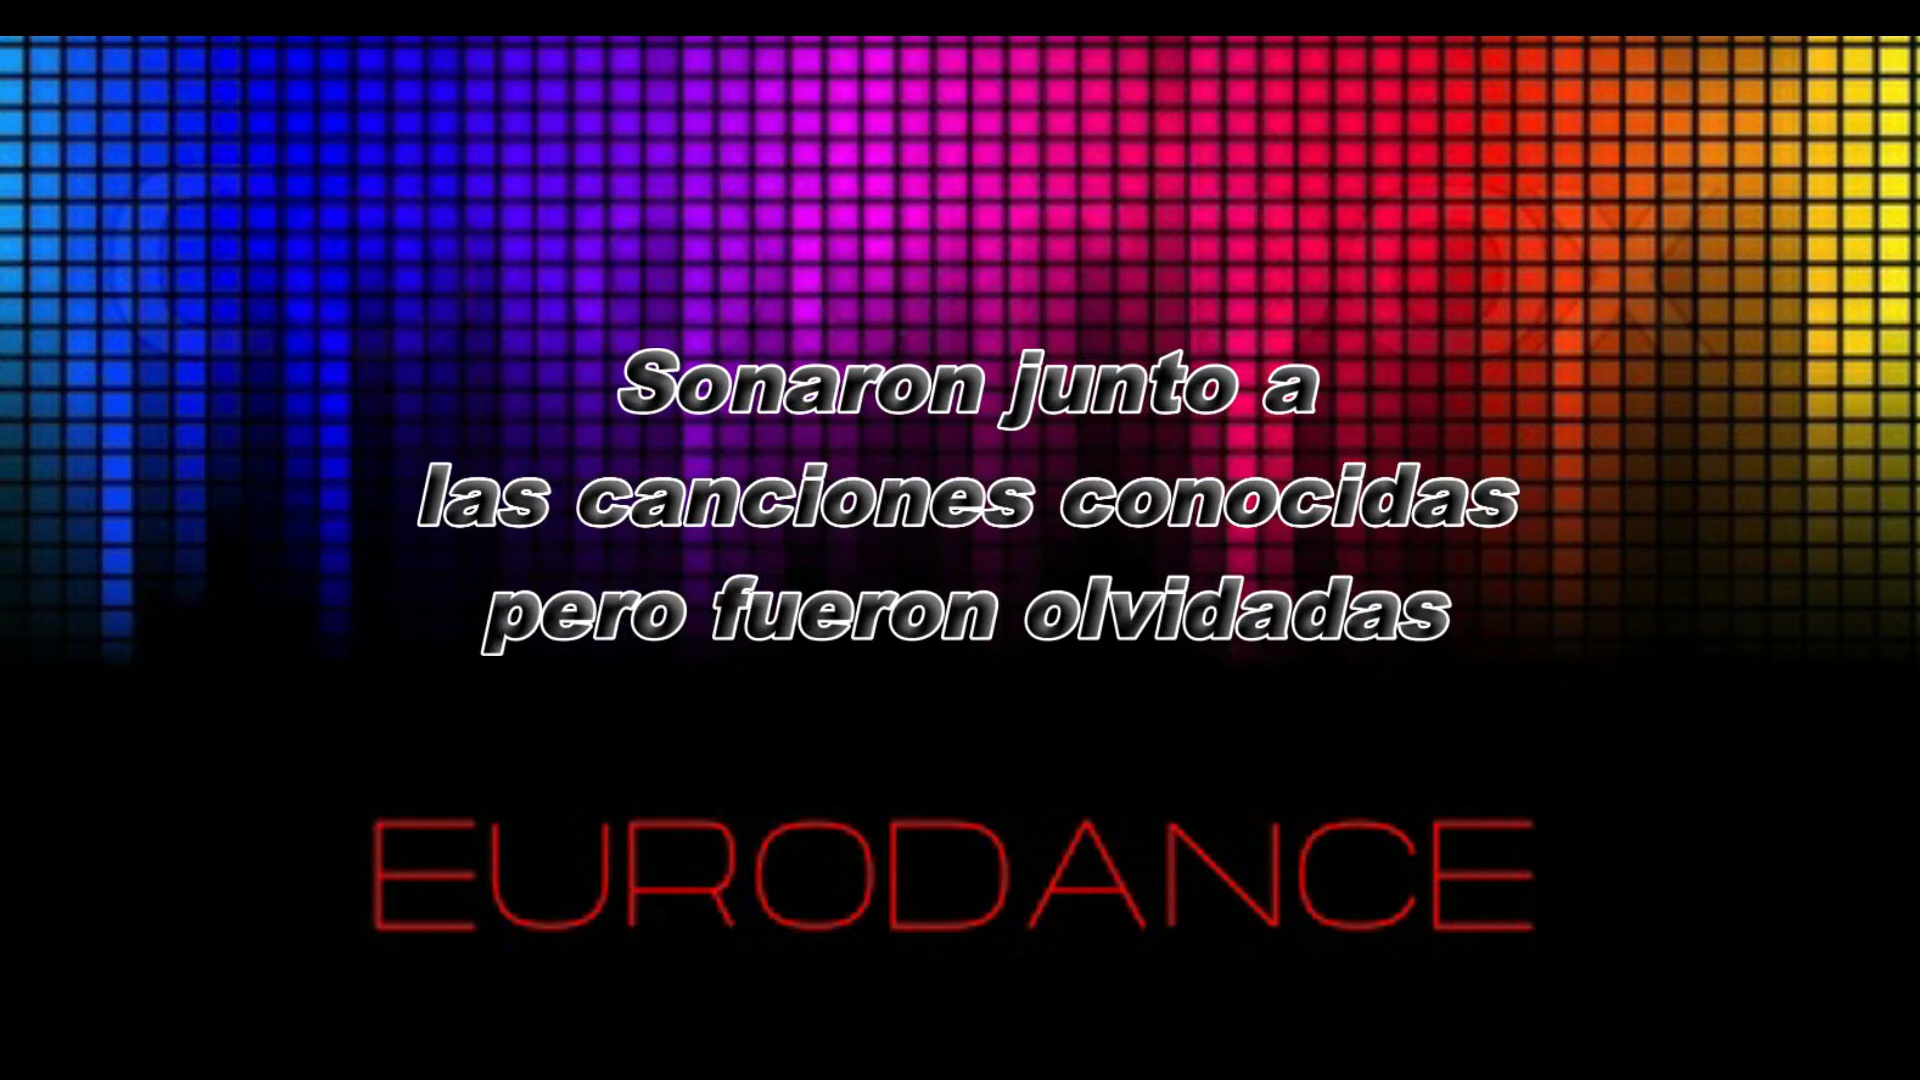 Sonaron junto a
las canciones conocidas
pero fueron olvidadas
EURODANCE